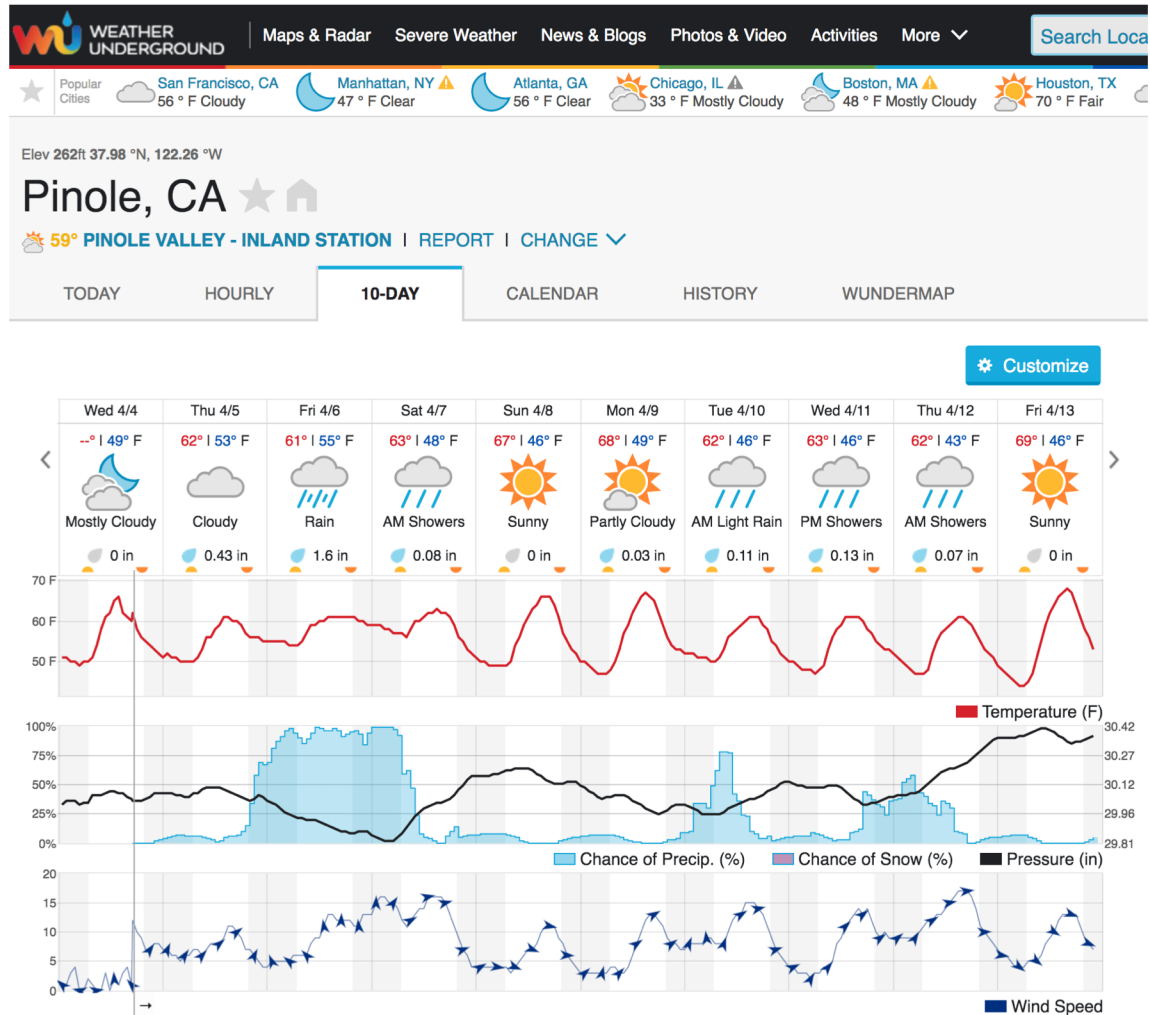 WU WEATHER UNDERGROUND Maps & Radar Severe Weather News & Blogs Photos & Video Activities More Search Loca
Popular Cities
San Francisco, CA
56 ° F Cloudy
Manhattan, NY
47 ° F Clear
Atlanta, GA
56 ° F Clear
Chicago, IL
33 ° F Mostly Cloudy
Boston, MA
48 ° F Mostly Cloudy
Houston, TX
70 ° F Fair
Elev 262ft 37.98 °N, 122.26 °W
Pinole, CA
59° PINOLE VALLEY - INLAND STATION | REPORT | CHANGE
TODAY HOURLY 10-DAY CALENDAR HISTORY WUNDERMAP
Customize
Wed 4/4 Thu 4/5 Fri 4/6 Sat 4/7 Sun 4/8 Mon 4/9 Tue 4/10 Wed 4/11 Thu 4/12 Fri 4/13
--° | 49° F 62° | 53° F 61° | 55° F 63° | 48° F 67° | 46° F 68° | 49° F 62° | 46° F 63° | 46° F 62° | 43° F 69° | 46° F
Mostly Cloudy Cloudy Rain AM Showers Sunny Partly Cloudy AM Light Rain PM Showers AM Showers Sunny
0 in 0.43 in 1.6 in 0.08 in 0 in 0.03 in 0.11 in 0.13 in 0.07 in 0 in
70 F
60 F
50 F
Temperature (F)
100% 30.42
75% 30.27
50% 30.12
25% 29.96
0% 29.81
Chance of Precip. (%) Chance of Snow (%) Pressure (in)
20
15
10
5
0
→
Wind Speed